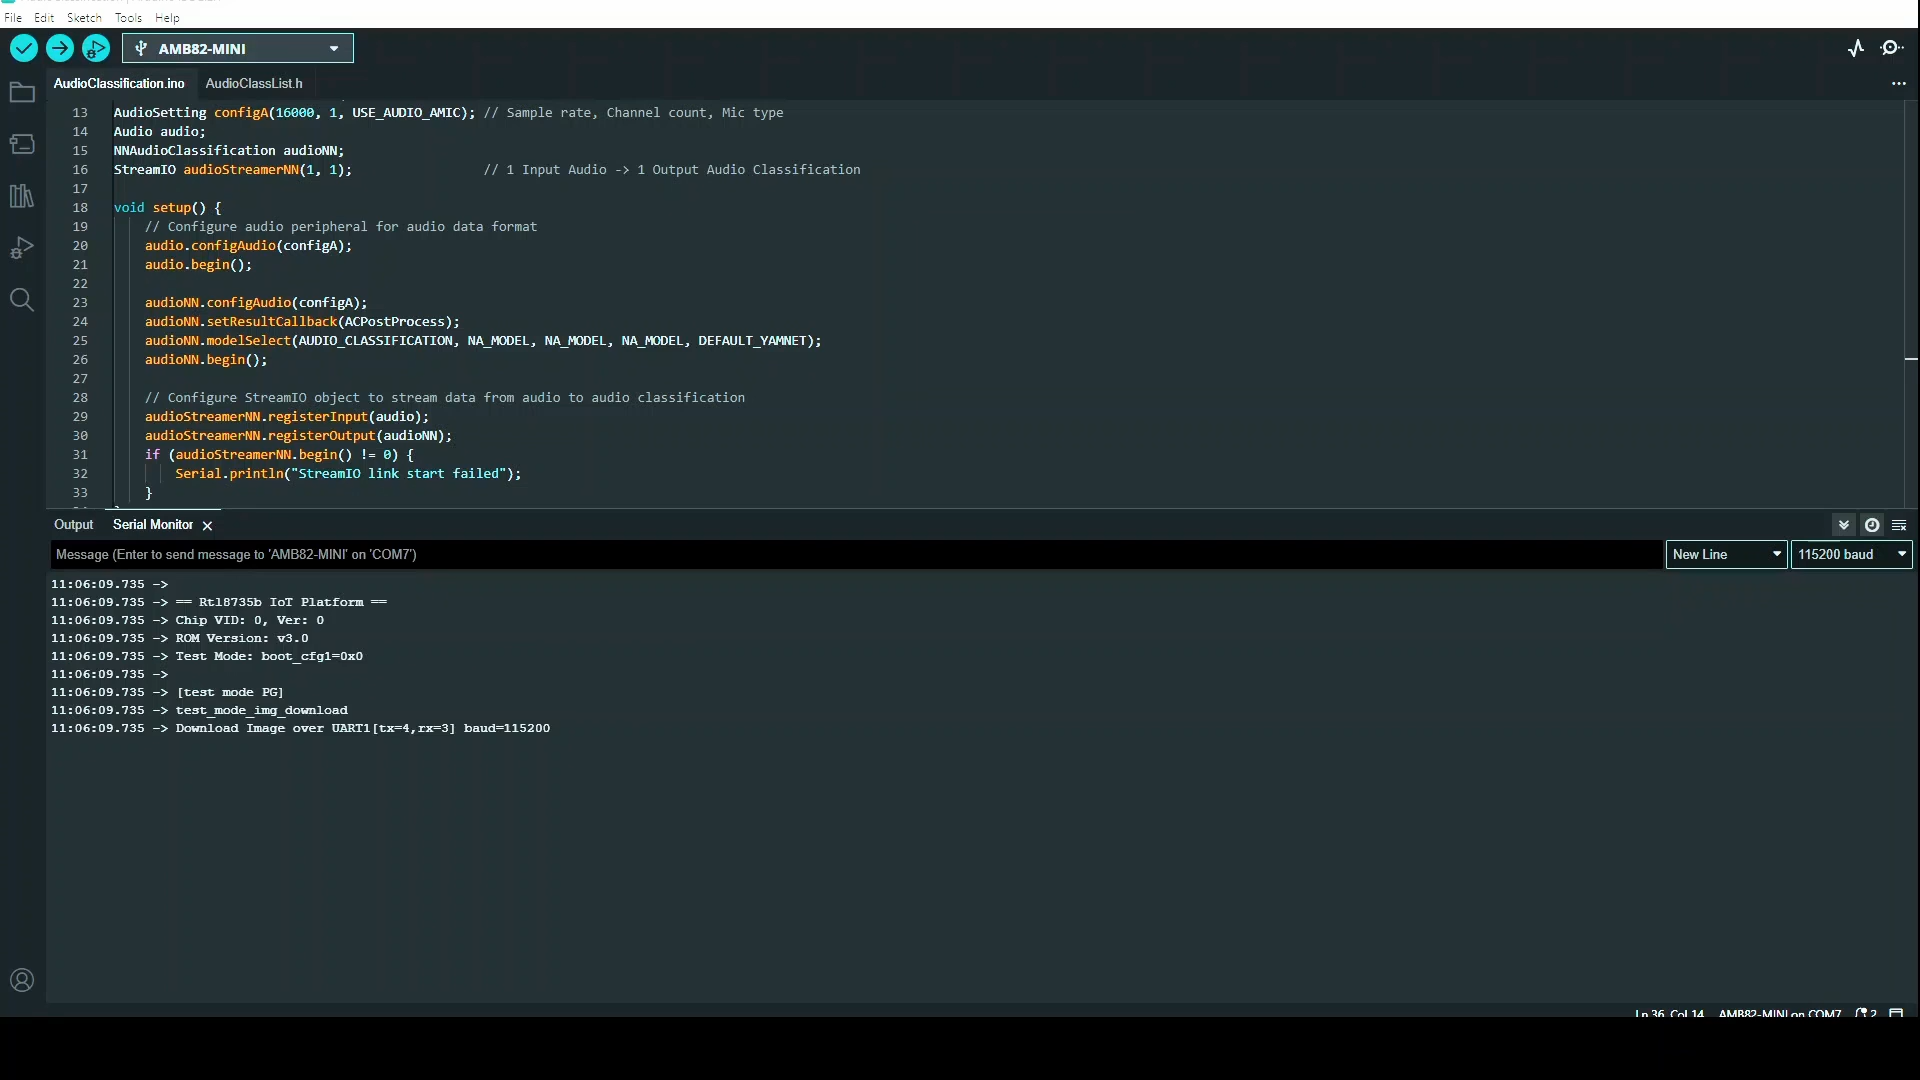 File Edit Sketch Tools Help
AMB82-MINI
AudioClassification.ino AudioClassList.h
13 AudioSetting configA(16000, 1, USE_AUDIO_AMIC); // Sample rate, Channel count, Mic type
14 Audio audio;
15 NNAudioClassification audioNN;
16 StreamIO audioStreamerNN(1, 1); // 1 Input Audio -> 1 Output Audio Classification
17
18 void setup() {
19 // Configure audio peripheral for audio data format
20 audio.configAudio(configA);
21 audio.begin();
22
23 audioNN.configAudio(configA);
24 audioNN.setResultCallback(ACPostProcess);
25 audioNN.modelSelect(AUDIO_CLASSIFICATION, NA_MODEL, NA_MODEL, NA_MODEL, DEFAULT_YAMNET);
26 audioNN.begin();
27
28 // Configure StreamIO object to stream data from audio to audio classification
29 audioStreamerNN.registerInput(audio);
30 audioStreamerNN.registerOutput(audioNN);
31 if (audioStreamerNN.begin() != 0) {
32 Serial.println("StreamIO link start failed");
33 }
Output Serial Monitor
Message (Enter to send message to 'AMB82-MINI' on 'COM7') New Line 115200 baud
11:06:09.735 ->
11:06:09.735 -> == Rtl8735b IoT Platform ==
11:06:09.735 -> Chip VID: 0, Ver: 0
11:06:09.735 -> ROM Version: v3.0
11:06:09.735 -> Test Mode: boot_cfg1=0x0
11:06:09.735 ->
11:06:09.735 -> [test mode PG]
11:06:09.735 -> test_mode_img_download
11:06:09.735 -> Download Image over UART1[tx=4,rx=3] baud=115200
Ln 36, Col 14 AMB82-MINI on COM7 2